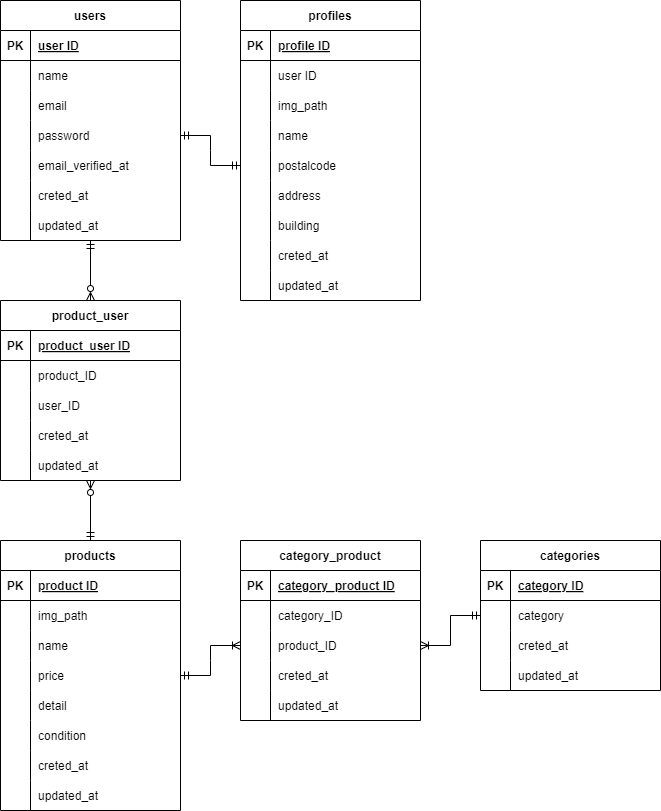 users
PK user ID
name
email
password
email_verified_at
creted_at
updated_at
profiles
PK profile ID
user ID
img_path
name
postalcode
address
building
creted_at
updated_at
product_user
PK product_user ID
product_ID
user_ID
creted_at
updated_at
products
PK product ID
img_path
name
price
detail
condition
creted_at
updated_at
category_product
PK category_product ID
category_ID
product_ID
creted_at
updated_at
categories
PK category ID
category
creted_at
updated_at